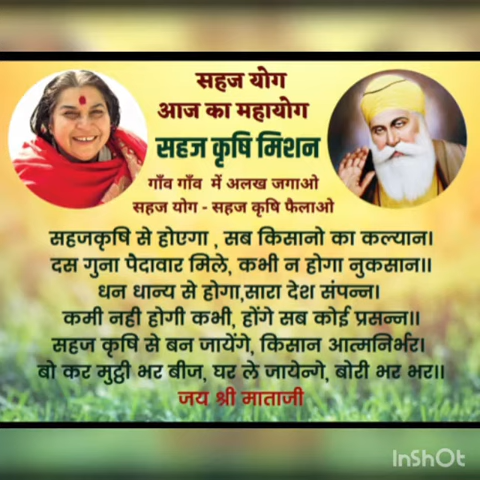 सहज योग
आज का महायोग
सहज कृषि मिशन
गाँव गाँव में अलख जगाओ
सहज योग - सहज कृषि फैलाओ
सहजकृषि से होएगा , सब किसानो का कल्यान।
दस गुना पैदावार मिले, कभी न होगा नुकसान।।
धन धान्य से होगा,सारा देश संपन्न।
कमी नही होगी कभी, होंगे सब कोई प्रसन्न।।
सहज कृषि से बन जायेंगे, किसान आत्मनिर्भर।
बो कर मुट्ठी भर बीज, घर ले जायेन्गे, बोरी भर भर।।
जय श्री माताजी
InShOt